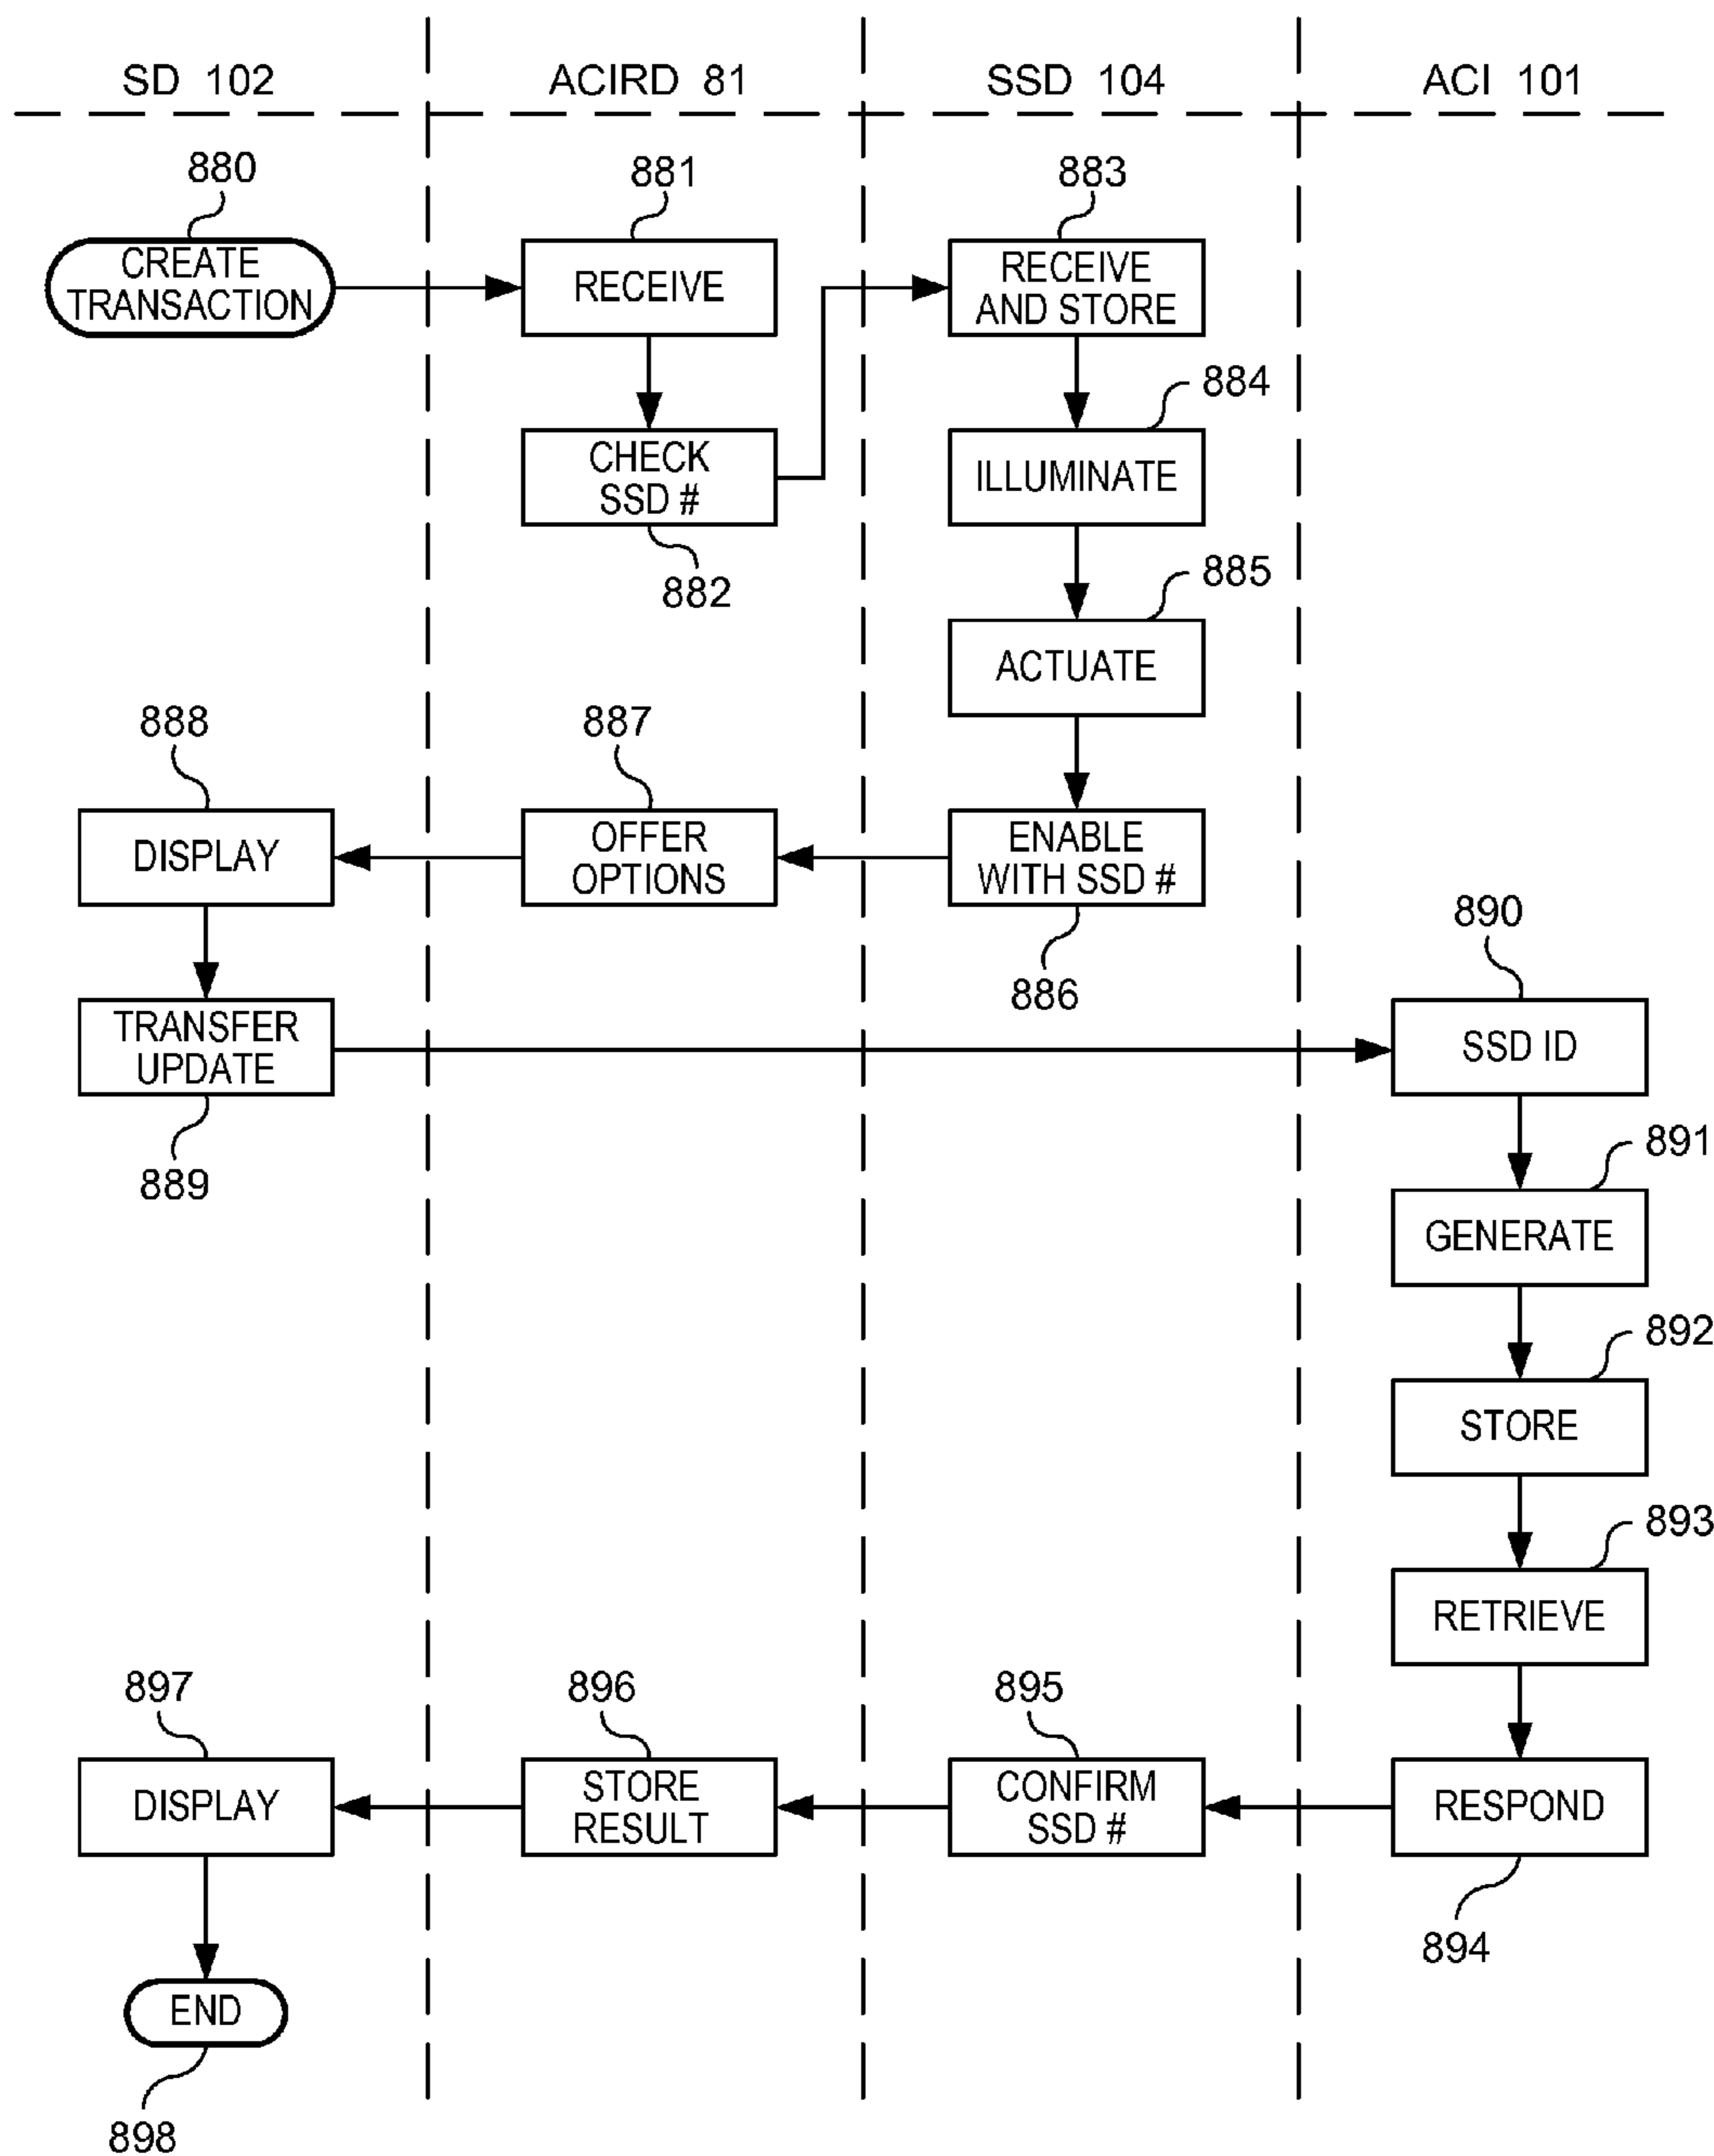 SD 102
ACIRD 81
SSD 104
ACI 101
880
881
883
CREATE
TRANSACTION
RECEIVE
RECEIVE
AND STORE
884
CHECK
SSD #
ILLUMINATE
882
885
ACTUATE
888
887
DISPLAY
OFFER
OPTIONS
ENABLE
WITH SSD #
886
890
TRANSFER
UPDATE
SSD ID
889
891
GENERATE
892
STORE
893
RETRIEVE
897
896
895
DISPLAY
STORE
RESULT
CONFIRM
SSD #
RESPOND
894
END
898